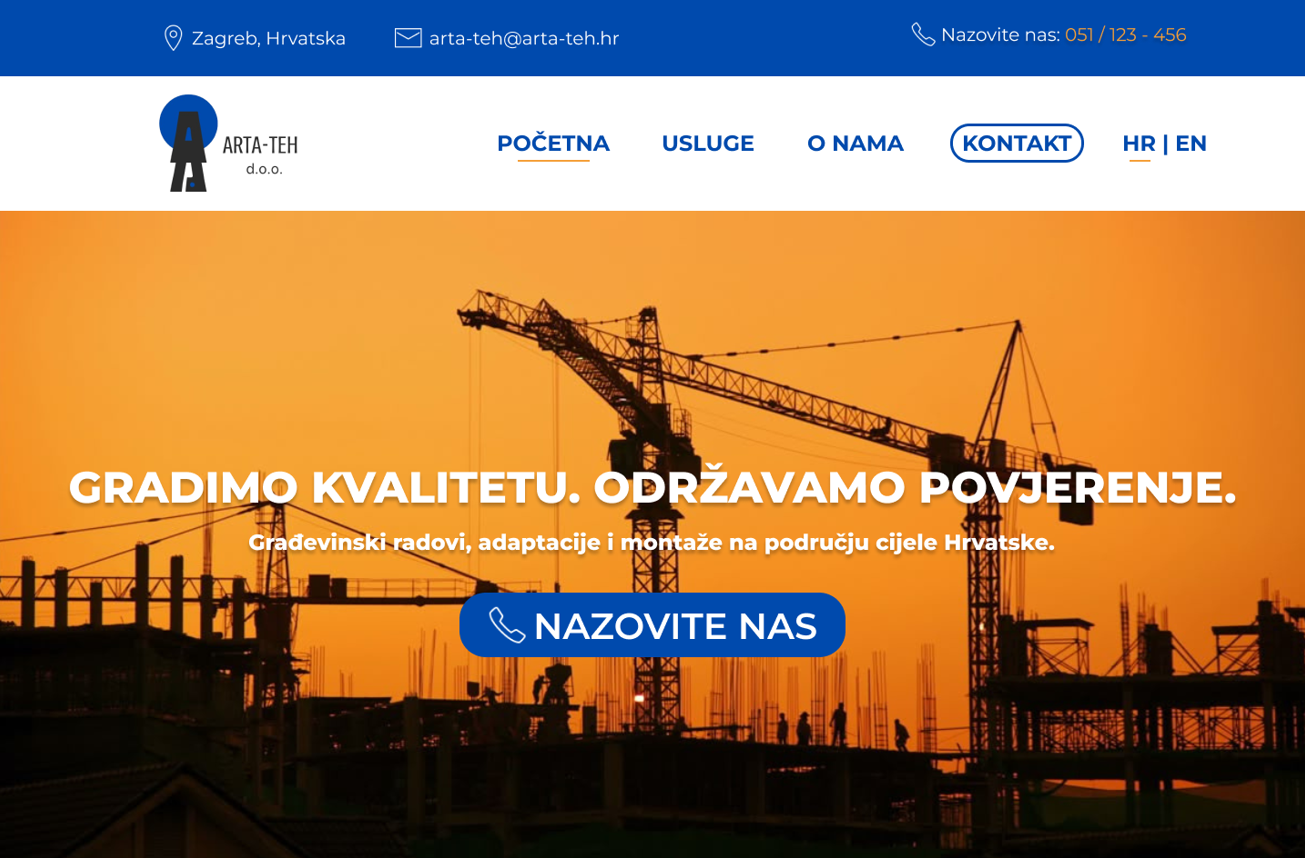 Zagreb, Hrvatska
arta-teh@arta-teh.hr
Nazovite nas: 051 / 123 - 456
ARTA-TEH
d.o.o.
POČETNA
USLUGE
O NAMA
KONTAKT
HR | EN
GRADIMO KVALITETU. ODRŽAVAMO POVJERENJE.
Građevinski radovi, adaptacije i montaže na području cijele Hrvatske.
NAZOVITE NAS